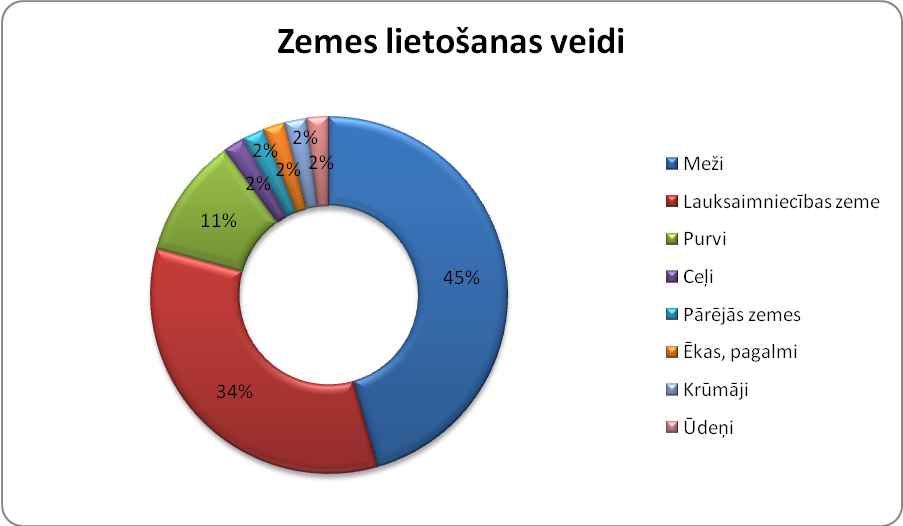 Zemes lietošanas veidi
45%
34%
11%
2%
2%
2%
2%
2%
Meži
Lauksaimniecības zeme
Purvi
Ceļi
Pārējās zemes
Ēkas, pagalmi
Krūmāji
Ūdeņi